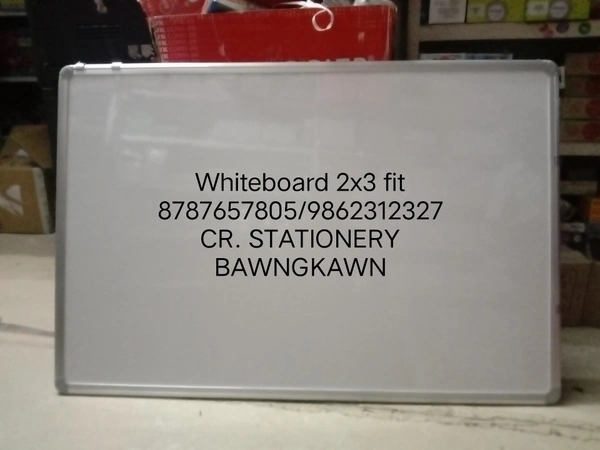 Whiteboard 2x3 fit
8787657805/9862312327
CR. STATIONERY
BAWNGKAWN